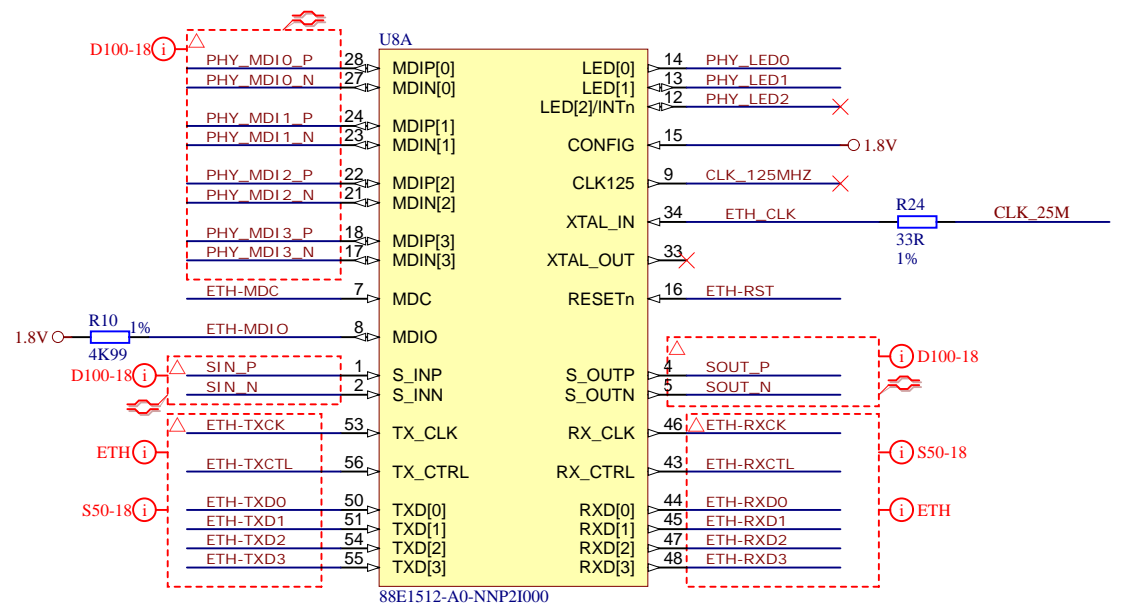 U8A
D100-18 i
PHY_MDI0_P 28 MDIP[0] LED[0] 14 PHY_LED0
PHY_MDI0_N 27 MDIN[0] LED[1] 13 PHY_LED1
LED[2]/INTn 12 PHY_LED2
PHY_MDI1_P 24 MDIP[1]
PHY_MDI1_N 23 MDIN[1] CONFIG 15 1.8V
PHY_MDI2_P 22 MDIP[2] CLK125 9 CLK_125MHZ
PHY_MDI2_N 21 MDIN[2]
XTAL_IN 34 ETH_CLK R24 CLK_25M
33R
1%
PHY_MDI3_P 18 MDIP[3]
PHY_MDI3_N 17 MDIN[3] XTAL_OUT 33
ETH-MDC 7 MDC RESETn 16 ETH-RST
1.8V R10 1% ETH-MDIO 8 MDIO
4K99
D100-18 i SIN_P 1 S_INP S_OUTP 4 SOUT_P i D100-18
SIN_N 2 S_INN S_OUTN 5 SOUT_N
ETH-TXCK 53 TX_CLK RX_CLK 46 ETH-RXCK
ETH i i S50-18
ETH-TXCTL 56 TX_CTRL RX_CTRL 43 ETH-RXCTL
S50-18 i ETH-TXD0 50 TXD[0] RXD[0] 44 ETH-RXD0 i ETH
ETH-TXD1 51 TXD[1] RXD[1] 45 ETH-RXD1
ETH-TXD2 54 TXD[2] RXD[2] 47 ETH-RXD2
ETH-TXD3 55 TXD[3] RXD[3] 48 ETH-RXD3
88E1512-A0-NNP2I000